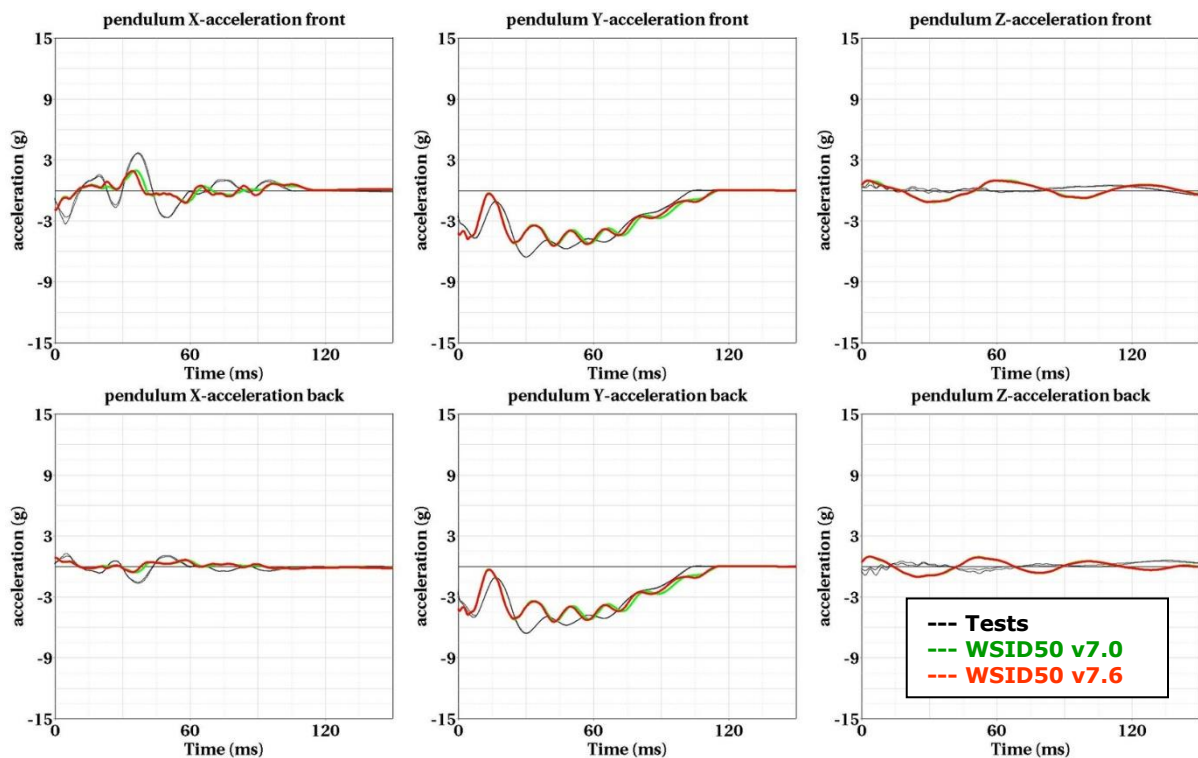 pendulum X-acceleration front
pendulum Y-acceleration front
pendulum Z-acceleration front
acceleration (g)
15
9
3
-3
-9
-15
0
60
120
Time (ms)
acceleration (g)
15
9
3
-3
-9
-15
0
60
120
Time (ms)
acceleration (g)
15
9
3
-3
-9
-15
0
60
120
Time (ms)
pendulum X-acceleration back
pendulum Y-acceleration back
pendulum Z-acceleration back
acceleration (g)
15
9
3
-3
-9
-15
0
60
120
Time (ms)
acceleration (g)
15
9
3
-3
-9
-15
0
60
120
Time (ms)
acceleration (g)
15
9
3
-3
-9
-15
0
60
120
Time (ms)
--- Tests
--- WSID50 v7.0
--- WSID50 v7.6